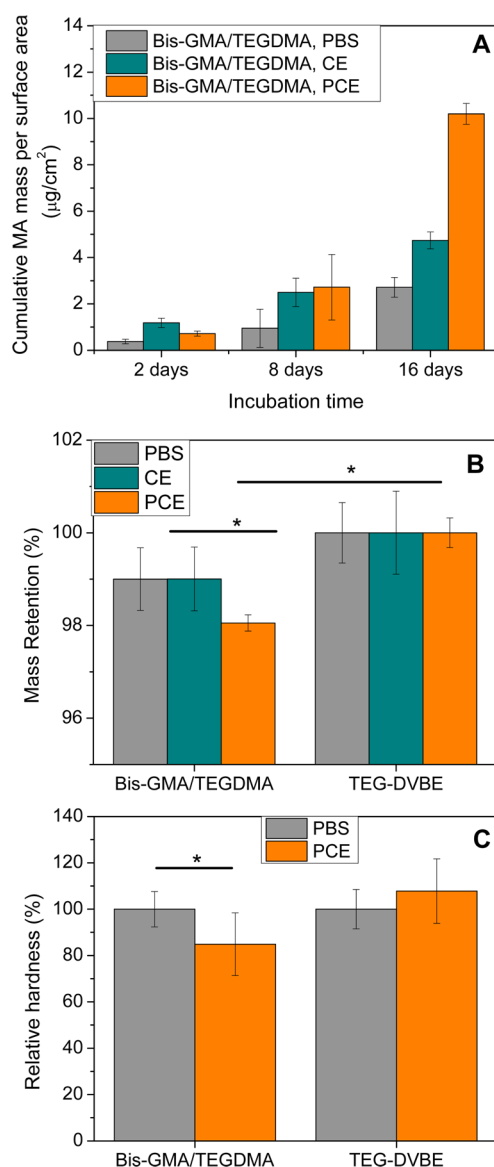 A
Bis-GMA/TEGDMA, PBS
Bis-GMA/TEGDMA, CE
Bis-GMA/TEGDMA, PCE
Cumulative MA mass per surface area
(μg/cm²)
14
12
10
8
6
4
2
0
2 days 8 days 16 days
Incubation time
B
PBS
CE
PCE
*
*
Mass Retention (%)
102
100
98
96
Bis-GMA/TEGDMA TEG-DVBE
C
PBS
PCE
*
Relative hardness (%)
140
120
100
80
60
40
20
0
Bis-GMA/TEGDMA TEG-DVBE